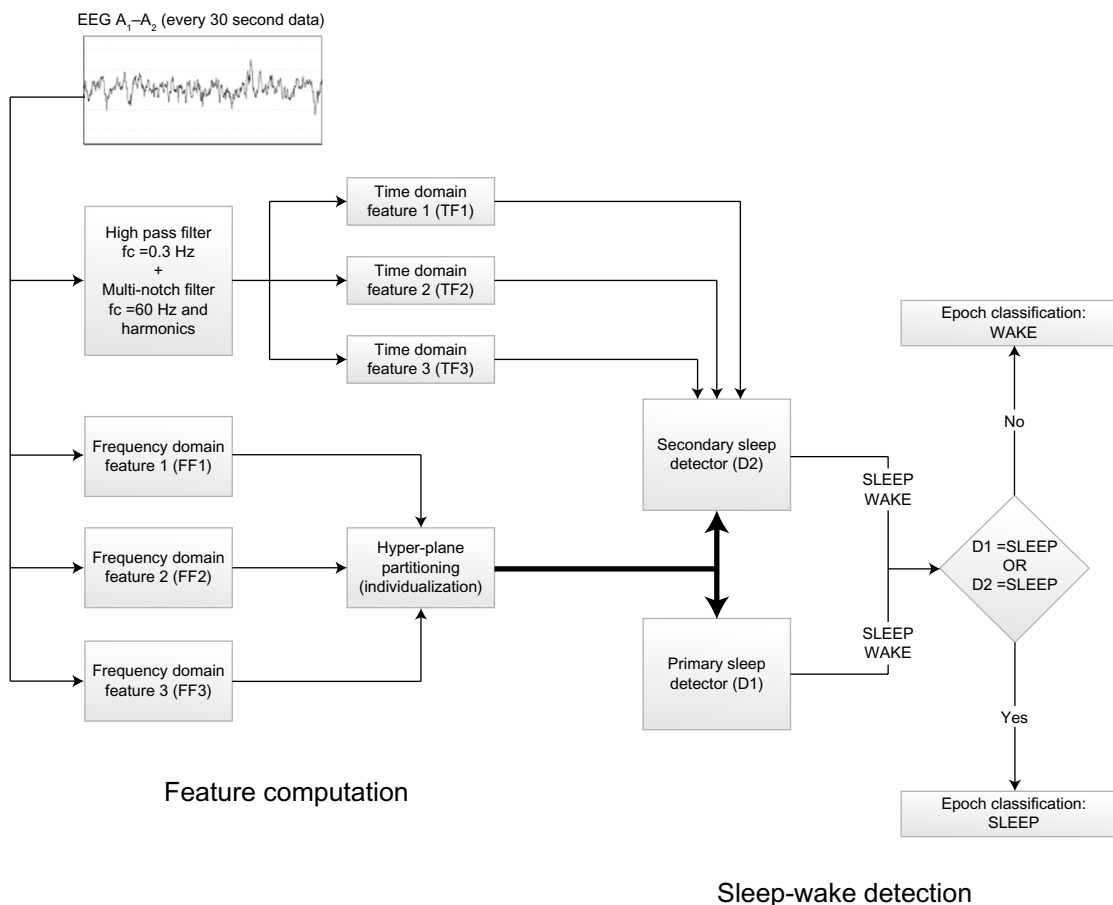 EEG A₁–A₂ (every 30 second data)
High pass filter
fc =0.3 Hz
+
Multi-notch filter
fc =60 Hz and
harmonics
Time domain
feature 1 (TF1)
Time domain
feature 2 (TF2)
Time domain
feature 3 (TF3)
Frequency domain
feature 1 (FF1)
Frequency domain
feature 2 (FF2)
Frequency domain
feature 3 (FF3)
Hyper-plane
partitioning
(individualization)
Secondary sleep
detector (D2)
Primary sleep
detector (D1)
SLEEP
WAKE
SLEEP
WAKE
D1 =SLEEP
OR
D2 =SLEEP
No
Epoch classification:
WAKE
Yes
Epoch classification:
SLEEP
Feature computation
Sleep-wake detection